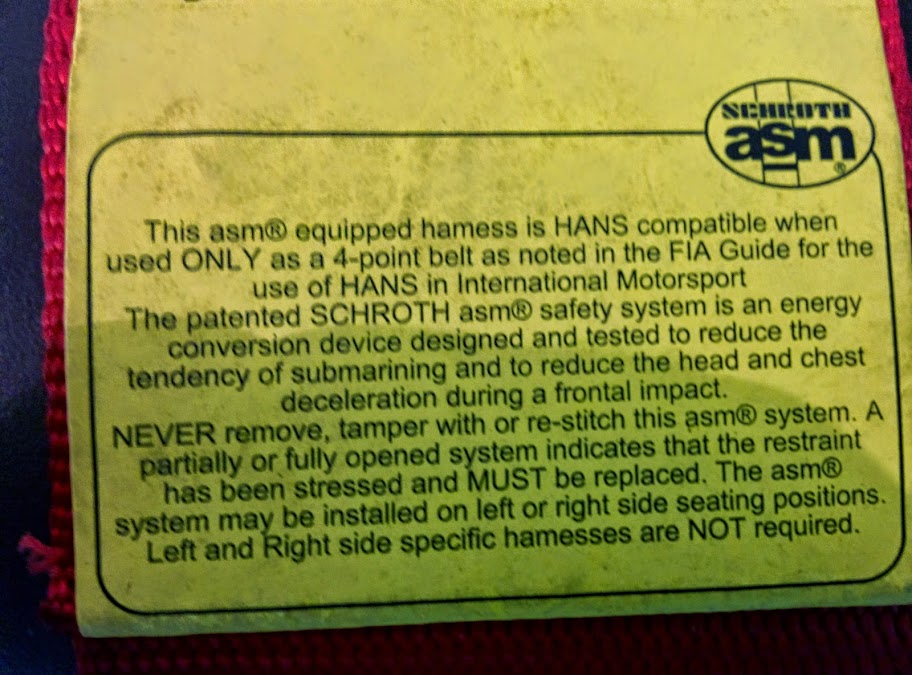 SCHROTH
asm®
This asm® equipped harness is HANS compatible when
used ONLY as a 4-point belt as noted in the FIA Guide for the
use of HANS in International Motorsport
The patented SCHROTH asm® safety system is an energy
conversion device designed and tested to reduce the
tendency of submarining and to reduce the head and chest
deceleration during a frontal impact.
NEVER remove, tamper with or re-stitch this asm® system. A
partially or fully opened system indicates that the restraint
has been stressed and MUST be replaced. The asm®
system may be installed on left or right side seating positions.
Left and Right side specific harnesses are NOT required.